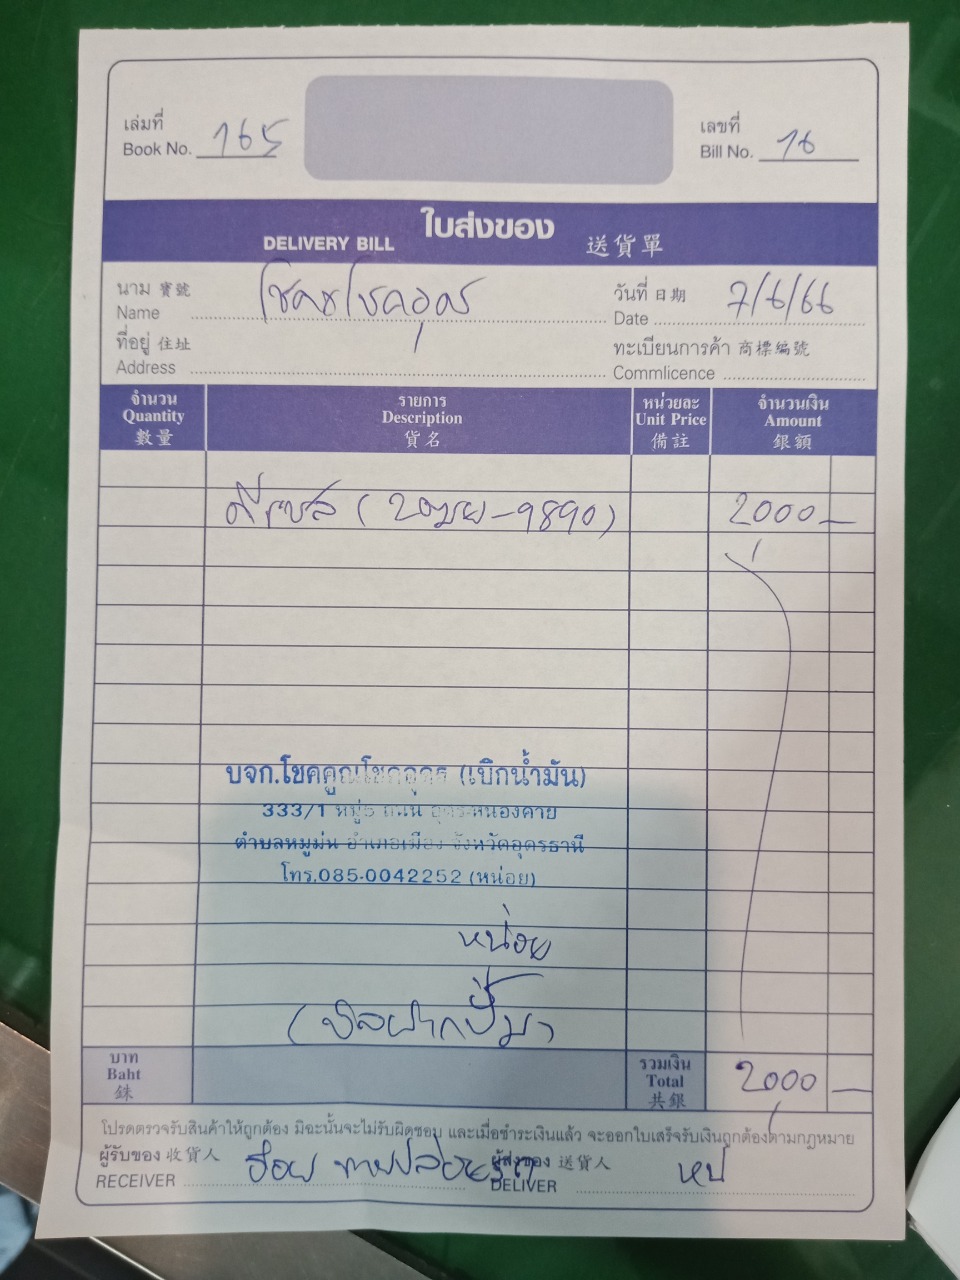 เล่มที่
Book No. 165
เลขที่
Bill No. 16
ใบส่งของ
DELIVERY BILL 送貨單
นาม 寶號
Name
วันที่ 日期 7/6/66
Date
ที่อยู่ 住址
Address
ทะเบียนการค้า 商標編號
Commlicence
จำนวน รายการ หน่วยละ จำนวนเงิน
Quantity Description Unit Price Amount
數量 貨名 備註 銀額
ดีเซล ( 2ฒย-9890) 2000 —
บจก.โชคคูณโชคอุดร (เบิกน้ำมัน)
333/1 หมู่5 ถนน อุดร-หนองคาย
ตำบลหมูม่น อำเภอเมือง จังหวัดอุดรธานี
โทร.085-0042252 (หน่อย)
หน่อย
(บิลฝากปั๊ม)
บาท
Baht
銖
รวมเงิน
Total
共銀
2000 —
โปรดตรวจรับสินค้าให้ถูกต้อง มิฉะนั้นจะไม่รับผิดชอบ และเมื่อชำระเงินแล้ว จะออกใบเสร็จรับเงินถูกต้องตามกฎหมาย
ผู้รับของ 收貨人
RECEIVER
ผู้ส่งของ 送貨人
DELIVER